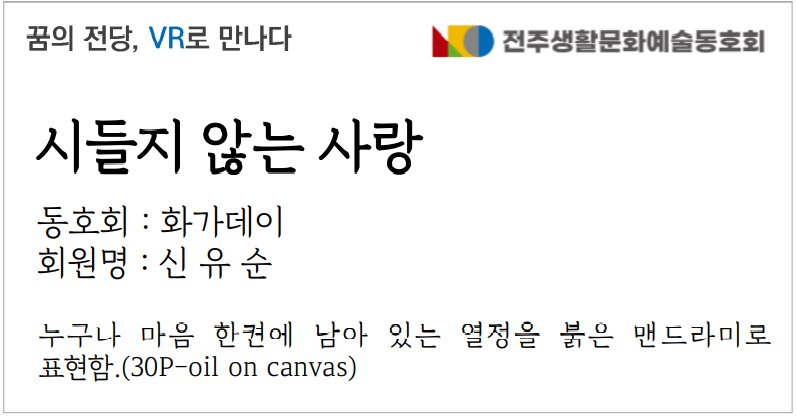 꿈의 전당, VR로 만나다
전주생활문화예술동호회
시들지 않는 사랑
동호회 : 화가데이
회원명 : 신 유 순
누구나 마음 한켠에 남아 있는 열정을 붉은 맨드라미로
표현함.(30P-oil on canvas)